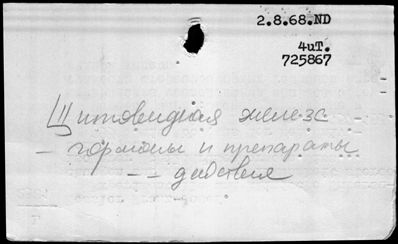 2.8.68.ND
4uT.
725867
Щитовидная железа
- гормоны и препараты
- - действие